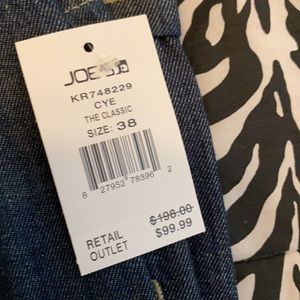 JOE'S
KR748229
CYE
THE CLASSIC
SIZE: 38
8 27952 78396 2
RETAIL $198.00
OUTLET $99.99